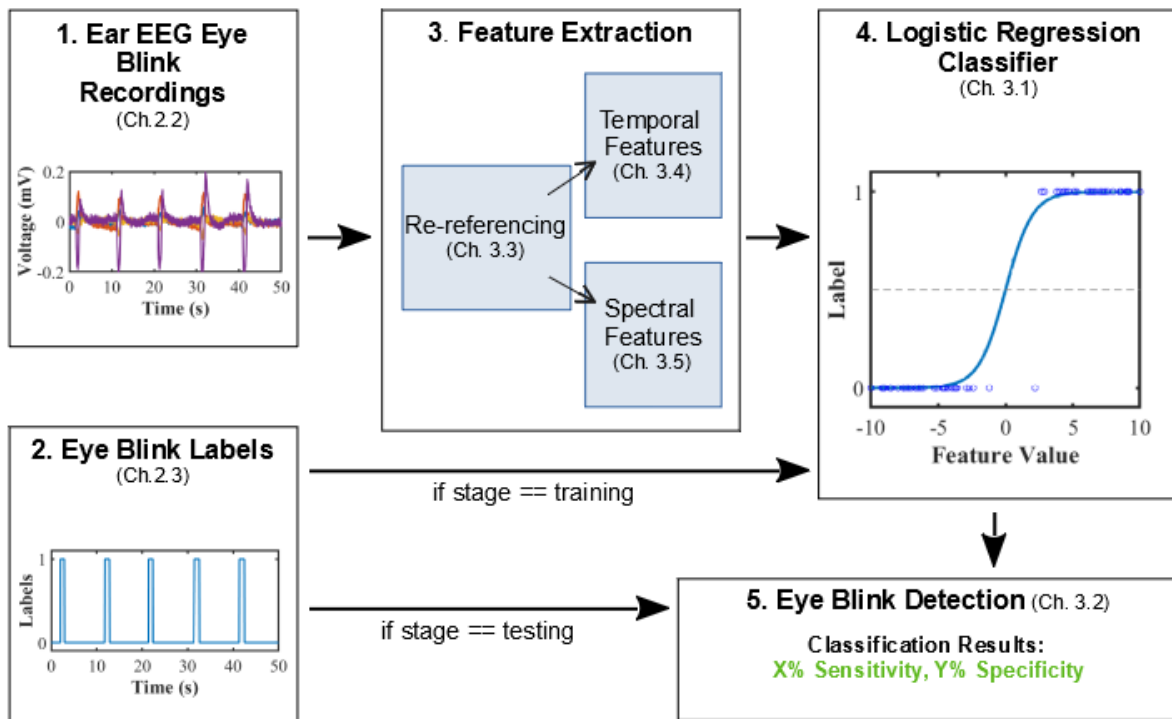 1. Ear EEG Eye
Blink
Recordings
(Ch.2.2)
0.2
0
-0.2
Voltage (mV)
0 10 20 30 40 50
Time (s)
3. Feature Extraction
Re-referencing
(Ch. 3.3)
Temporal
Features
(Ch. 3.4)
Spectral
Features
(Ch. 3.5)
4. Logistic Regression
Classifier
(Ch. 3.1)
1
0
Label
-10 -5 0 5 10
Feature Value
2. Eye Blink Labels
(Ch.2.3)
1
0
Labels
0 10 20 30 40 50
Time (s)
if stage == training
if stage == testing
5. Eye Blink Detection (Ch. 3.2)
Classification Results:
X% Sensitivity, Y% Specificity